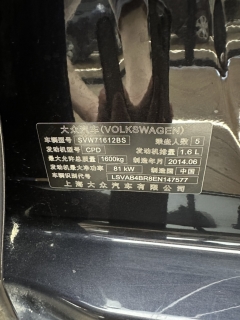 大众汽车(VOLKSWAGEN)
车辆型号 SVW71612BS 乘坐人数 5
发动机型号 CPD 发动机排量 1.6 L
最大允许总质量 1600kg 制造年月 2014.06
发动机最大净功率 81 kW 制造国 中国
车辆识别代号 LSVAB4BR8EN147577
上海大众汽车有限公司